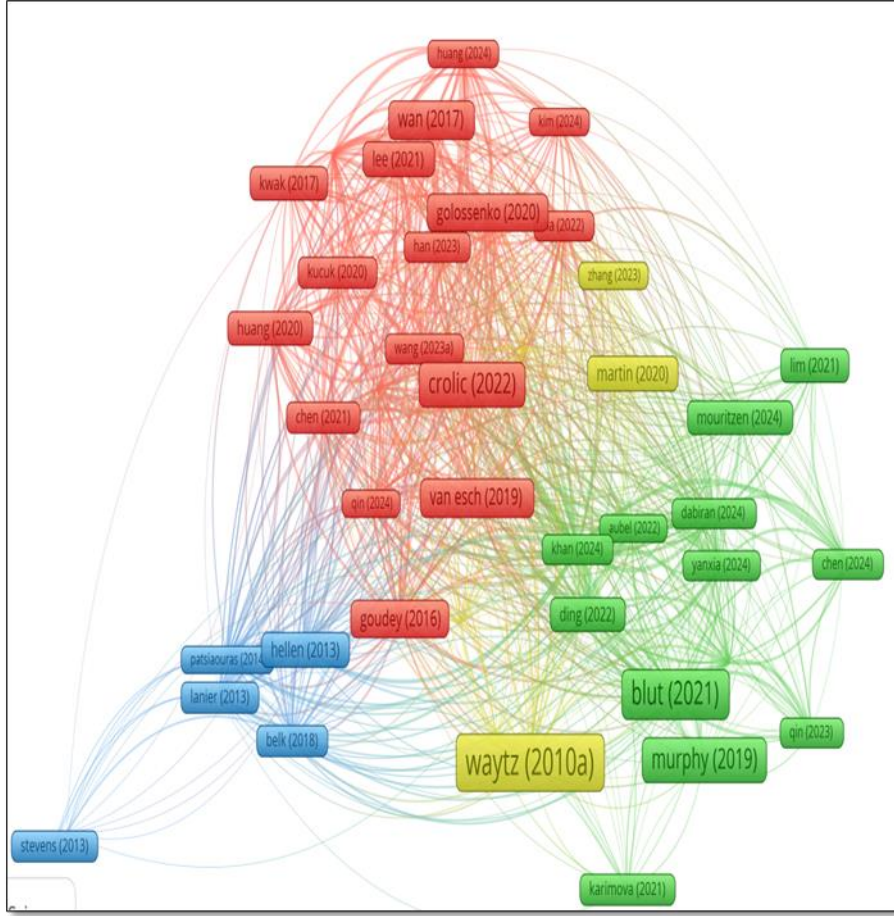 huang (2024)
wan (2017)
kim (2024)
lee (2021)
kwak (2017)
golossenko (2020)
(2022)
han (2023)
kucuk (2020)
zhang (2023)
huang (2020)
wang (2023a)
lim (2021)
martin (2020)
crolic (2022)
chen (2021)
mouritzen (2024)
van esch (2019)
qin (2024)
dabiran (2024)
aubel (2022)
khan (2024)
yanxia (2024)
chen (2024)
ding (2022)
goudey (2016)
hellen (2013)
patsiaouras (2014
lanier (2013)
blut (2021)
belk (2018)
qin (2023)
waytz (2010a)
murphy (2019)
stevens (2013)
karimova (2021)